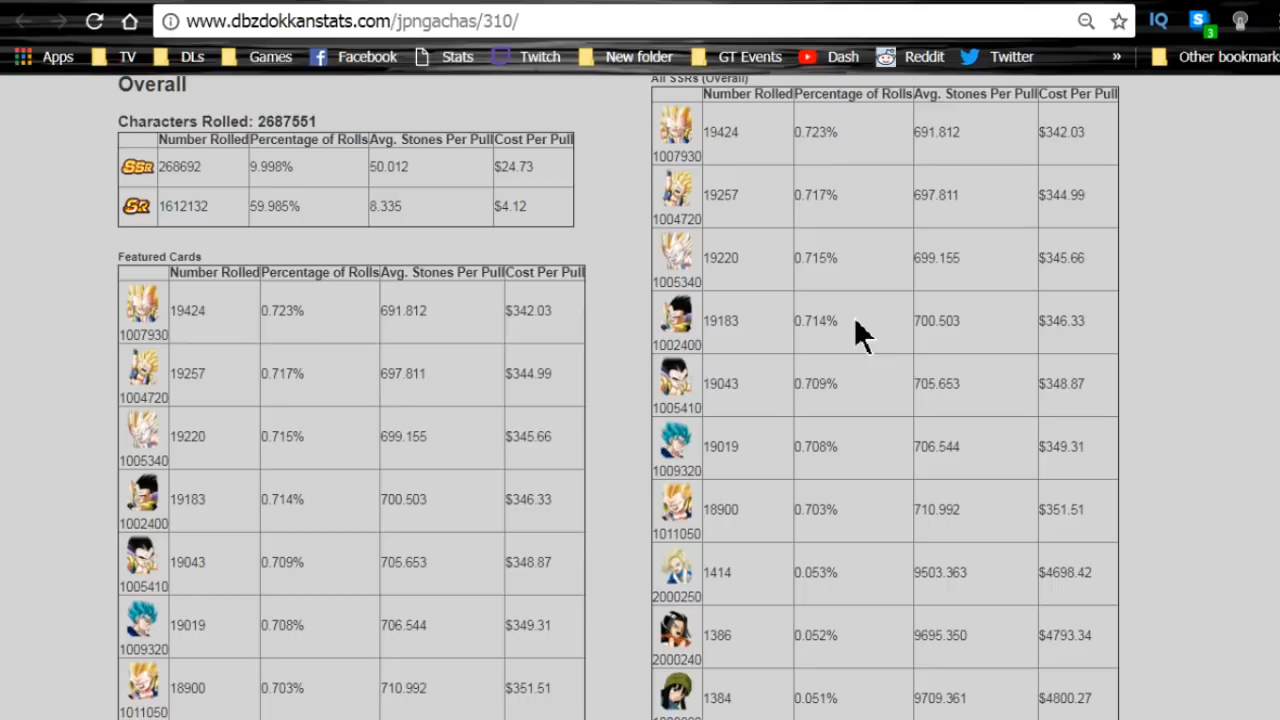 www.dbzdokkanstats.com/jpngachas/310/
IQ
S
3
Apps TV DLs Games Facebook Stats Twitch New folder GT Events Dash Reddit Twitter » Other bookmark
Overall
Characters Rolled: 2687551
Number Rolled Percentage of Rolls Avg. Stones Per Pull Cost Per Pull
SSR 268692 9.998% 50.012 $24.73
SR 1612132 59.985% 8.335 $4.12
Featured Cards
Number Rolled Percentage of Rolls Avg. Stones Per Pull Cost Per Pull
1007930 19424 0.723% 691.812 $342.03
1004720 19257 0.717% 697.811 $344.99
1005340 19220 0.715% 699.155 $345.66
1002400 19183 0.714% 700.503 $346.33
1005410 19043 0.709% 705.653 $348.87
1009320 19019 0.708% 706.544 $349.31
1011050 18900 0.703% 710.992 $351.51
All SSRs (Overall)
Number Rolled Percentage of Rolls Avg. Stones Per Pull Cost Per Pull
1007930 19424 0.723% 691.812 $342.03
1004720 19257 0.717% 697.811 $344.99
1005340 19220 0.715% 699.155 $345.66
1002400 19183 0.714% 700.503 $346.33
1005410 19043 0.709% 705.653 $348.87
1009320 19019 0.708% 706.544 $349.31
1011050 18900 0.703% 710.992 $351.51
2000250 1414 0.053% 9503.363 $4698.42
2000240 1386 0.052% 9695.350 $4793.34
1384 0.051% 9709.361 $4800.27